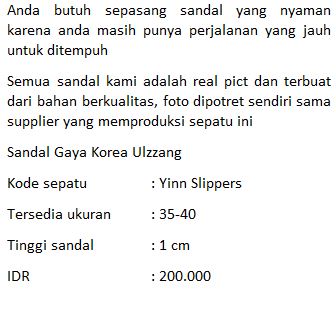 Anda butuh sepasang sandal yang nyaman
karena anda masih punya perjalanan yang jauh
untuk ditempuh
Semua sandal kami adalah real pict dan terbuat
dari bahan berkualitas, foto dipotret sendiri sama
supplier yang memproduksi sepatu ini
Sandal Gaya Korea Ulzzang
Kode sepatu : Yinn Slippers
Tersedia ukuran : 35-40
Tinggi sandal : 1 cm
IDR : 200.000